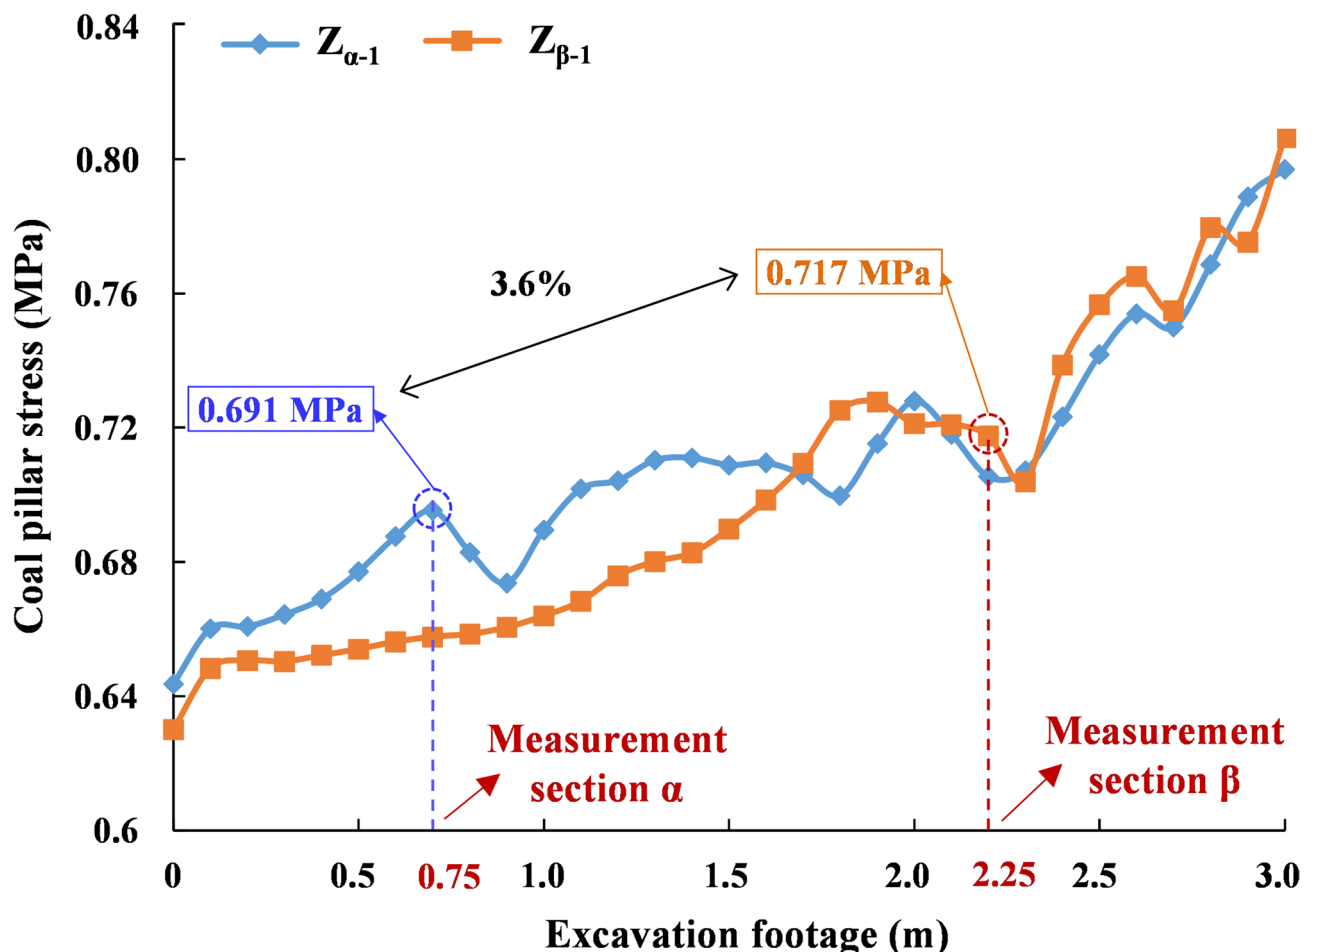 Z α-1
Z β-1
0.84
0.80
0.76
0.72
0.68
0.64
0.6
Coal pillar stress (MPa)
3.6%
0.717 MPa
0.691 MPa
Measurement
section α
Measurement
section β
0
0.5
0.75
1.0
1.5
2.0
2.25
2.5
3.0
Excavation footage (m)